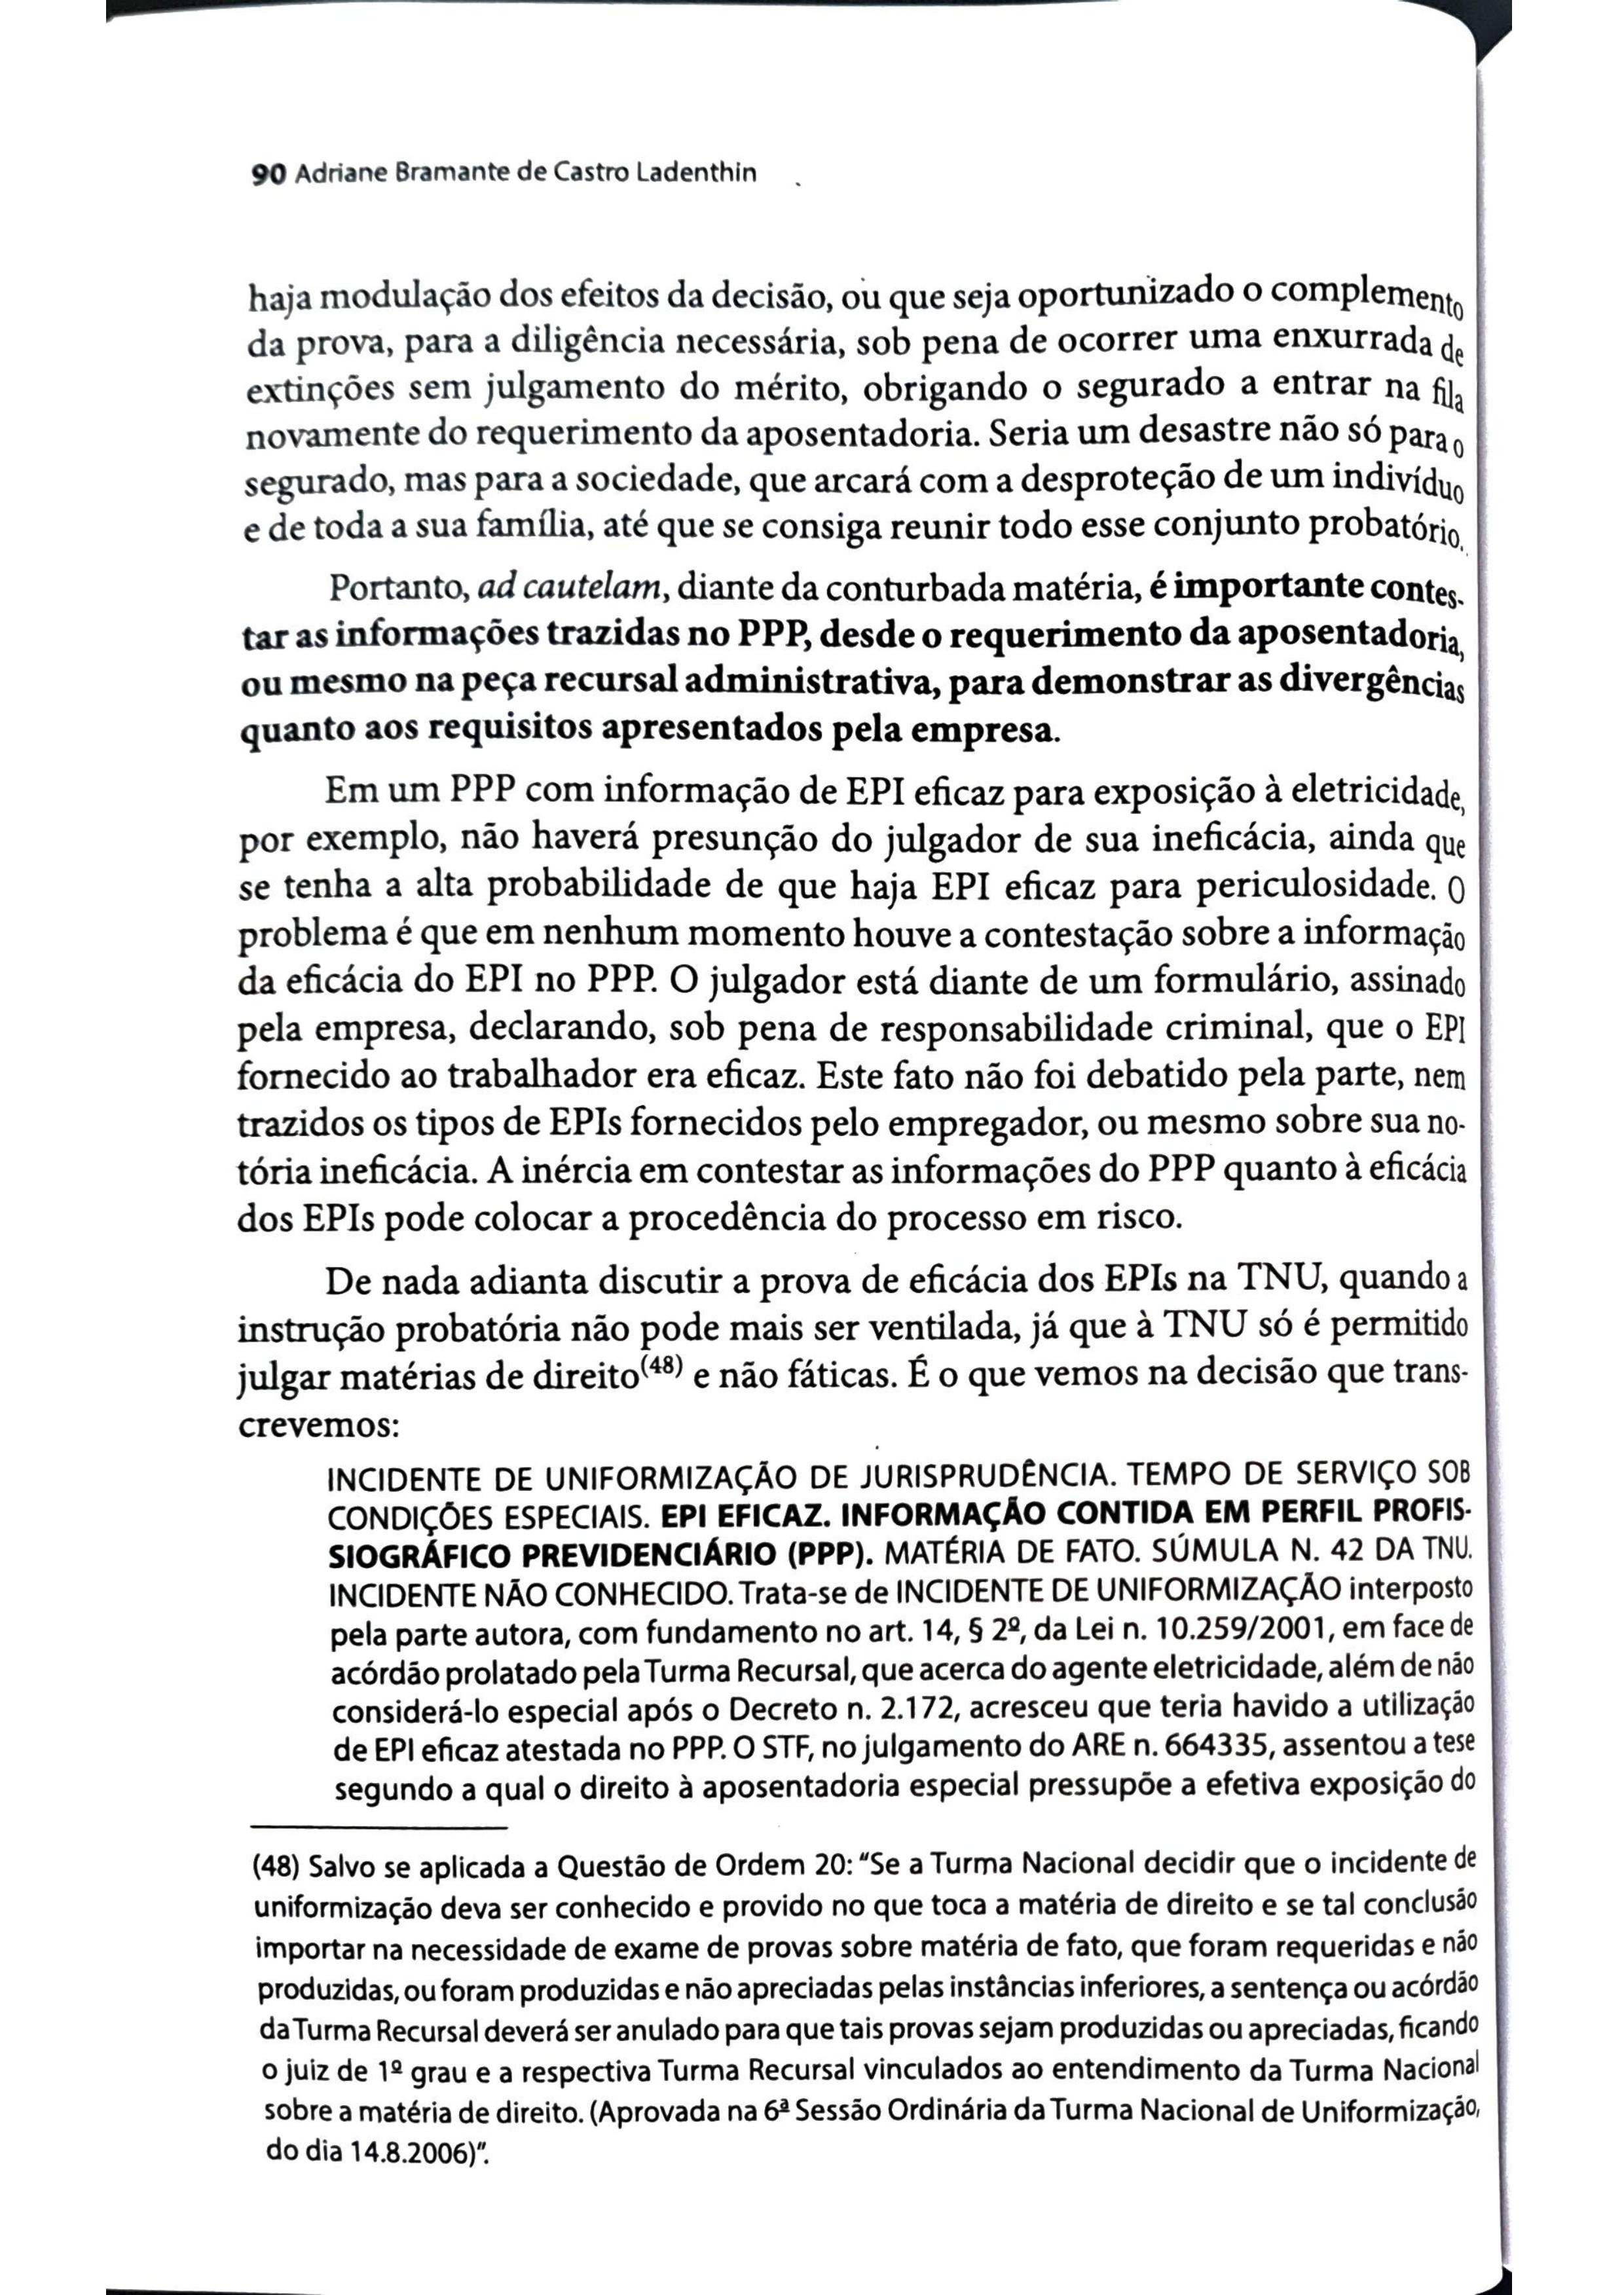 90 Adriane Bramante de Castro Ladenthin
haja modulação dos efeitos da decisão, ou que seja oportunizado o complemento
da prova, para a diligência necessária, sob pena de ocorrer uma enxurrada de
extinções sem julgamento do mérito, obrigando o segurado a entrar na fila
novamente do requerimento da aposentadoria. Seria um desastre não só para o
segurado, mas para a sociedade, que arcará com a desproteção de um indivíduo
e de toda a sua família, até que se consiga reunir todo esse conjunto probatório.
Portanto, ad cautelam, diante da conturbada matéria, é importante contes-
tar as informações trazidas no PPP, desde o requerimento da aposentadoria,
ou mesmo na peça recursal administrativa, para demonstrar as divergências
quanto aos requisitos apresentados pela empresa.
Em um PPP com informação de EPI eficaz para exposição à eletricidade,
por exemplo, não haverá presunção do julgador de sua ineficácia, ainda que
se tenha a alta probabilidade de que haja EPI eficaz para periculosidade. O
problema é que em nenhum momento houve a contestação sobre a informação
da eficácia do EPI no PPP. O julgador está diante de um formulário, assinado
pela empresa, declarando, sob pena de responsabilidade criminal, que o EPI
fornecido ao trabalhador era eficaz. Este fato não foi debatido pela parte, nem
trazidos os tipos de EPIs fornecidos pelo empregador, ou mesmo sobre sua no-
tória ineficácia. A inércia em contestar as informações do PPP quanto à eficácia
dos EPIs pode colocar a procedência do processo em risco.
De nada adianta discutir a prova de eficácia dos EPIs na TNU, quando a
instrução probatória não pode mais ser ventilada, já que à TNU só é permitido
julgar matérias de direito(48) e não fáticas. É o que vemos na decisão que trans-
crevemos:
INCIDENTE DE UNIFORMIZAÇÃO DE JURISPRUDÊNCIA. TEMPO DE SERVIÇO SOB
CONDIÇÕES ESPECIAIS. EPI EFICAZ. INFORMAÇÃO CONTIDA EM PERFIL PROFIS-
SIOGRÁFICO PREVIDENCIÁRIO (PPP). MATÉRIA DE FATO. SÚMULA N. 42 DA TNU.
INCIDENTE NÃO CONHECIDO. Trata-se de INCIDENTE DE UNIFORMIZAÇÃO interposto
pela parte autora, com fundamento no art. 14, § 2º, da Lei n. 10.259/2001, em face de
acórdão prolatado pela Turma Recursal, que acerca do agente eletricidade, além de não
considerá-lo especial após o Decreto n. 2.172, acresceu que teria havido a utilização
de EPI eficaz atestada no PPP. O STF, no julgamento do ARE n. 664335, assentou a tese
segundo a qual o direito à aposentadoria especial pressupõe a efetiva exposição do
(48) Salvo se aplicada a Questão de Ordem 20: "Se a Turma Nacional decidir que o incidente de
uniformização deva ser conhecido e provido no que toca a matéria de direito e se tal conclusão
importar na necessidade de exame de provas sobre matéria de fato, que foram requeridas e não
produzidas, ou foram produzidas e não apreciadas pelas instâncias inferiores, a sentença ou acórdão
da Turma Recursal deverá ser anulado para que tais provas sejam produzidas ou apreciadas, ficando
o juiz de 1º grau e a respectiva Turma Recursal vinculados ao entendimento da Turma Nacional
sobre a matéria de direito. (Aprovada na 6ª Sessão Ordinária da Turma Nacional de Uniformização,
do dia 14.8.2006)".